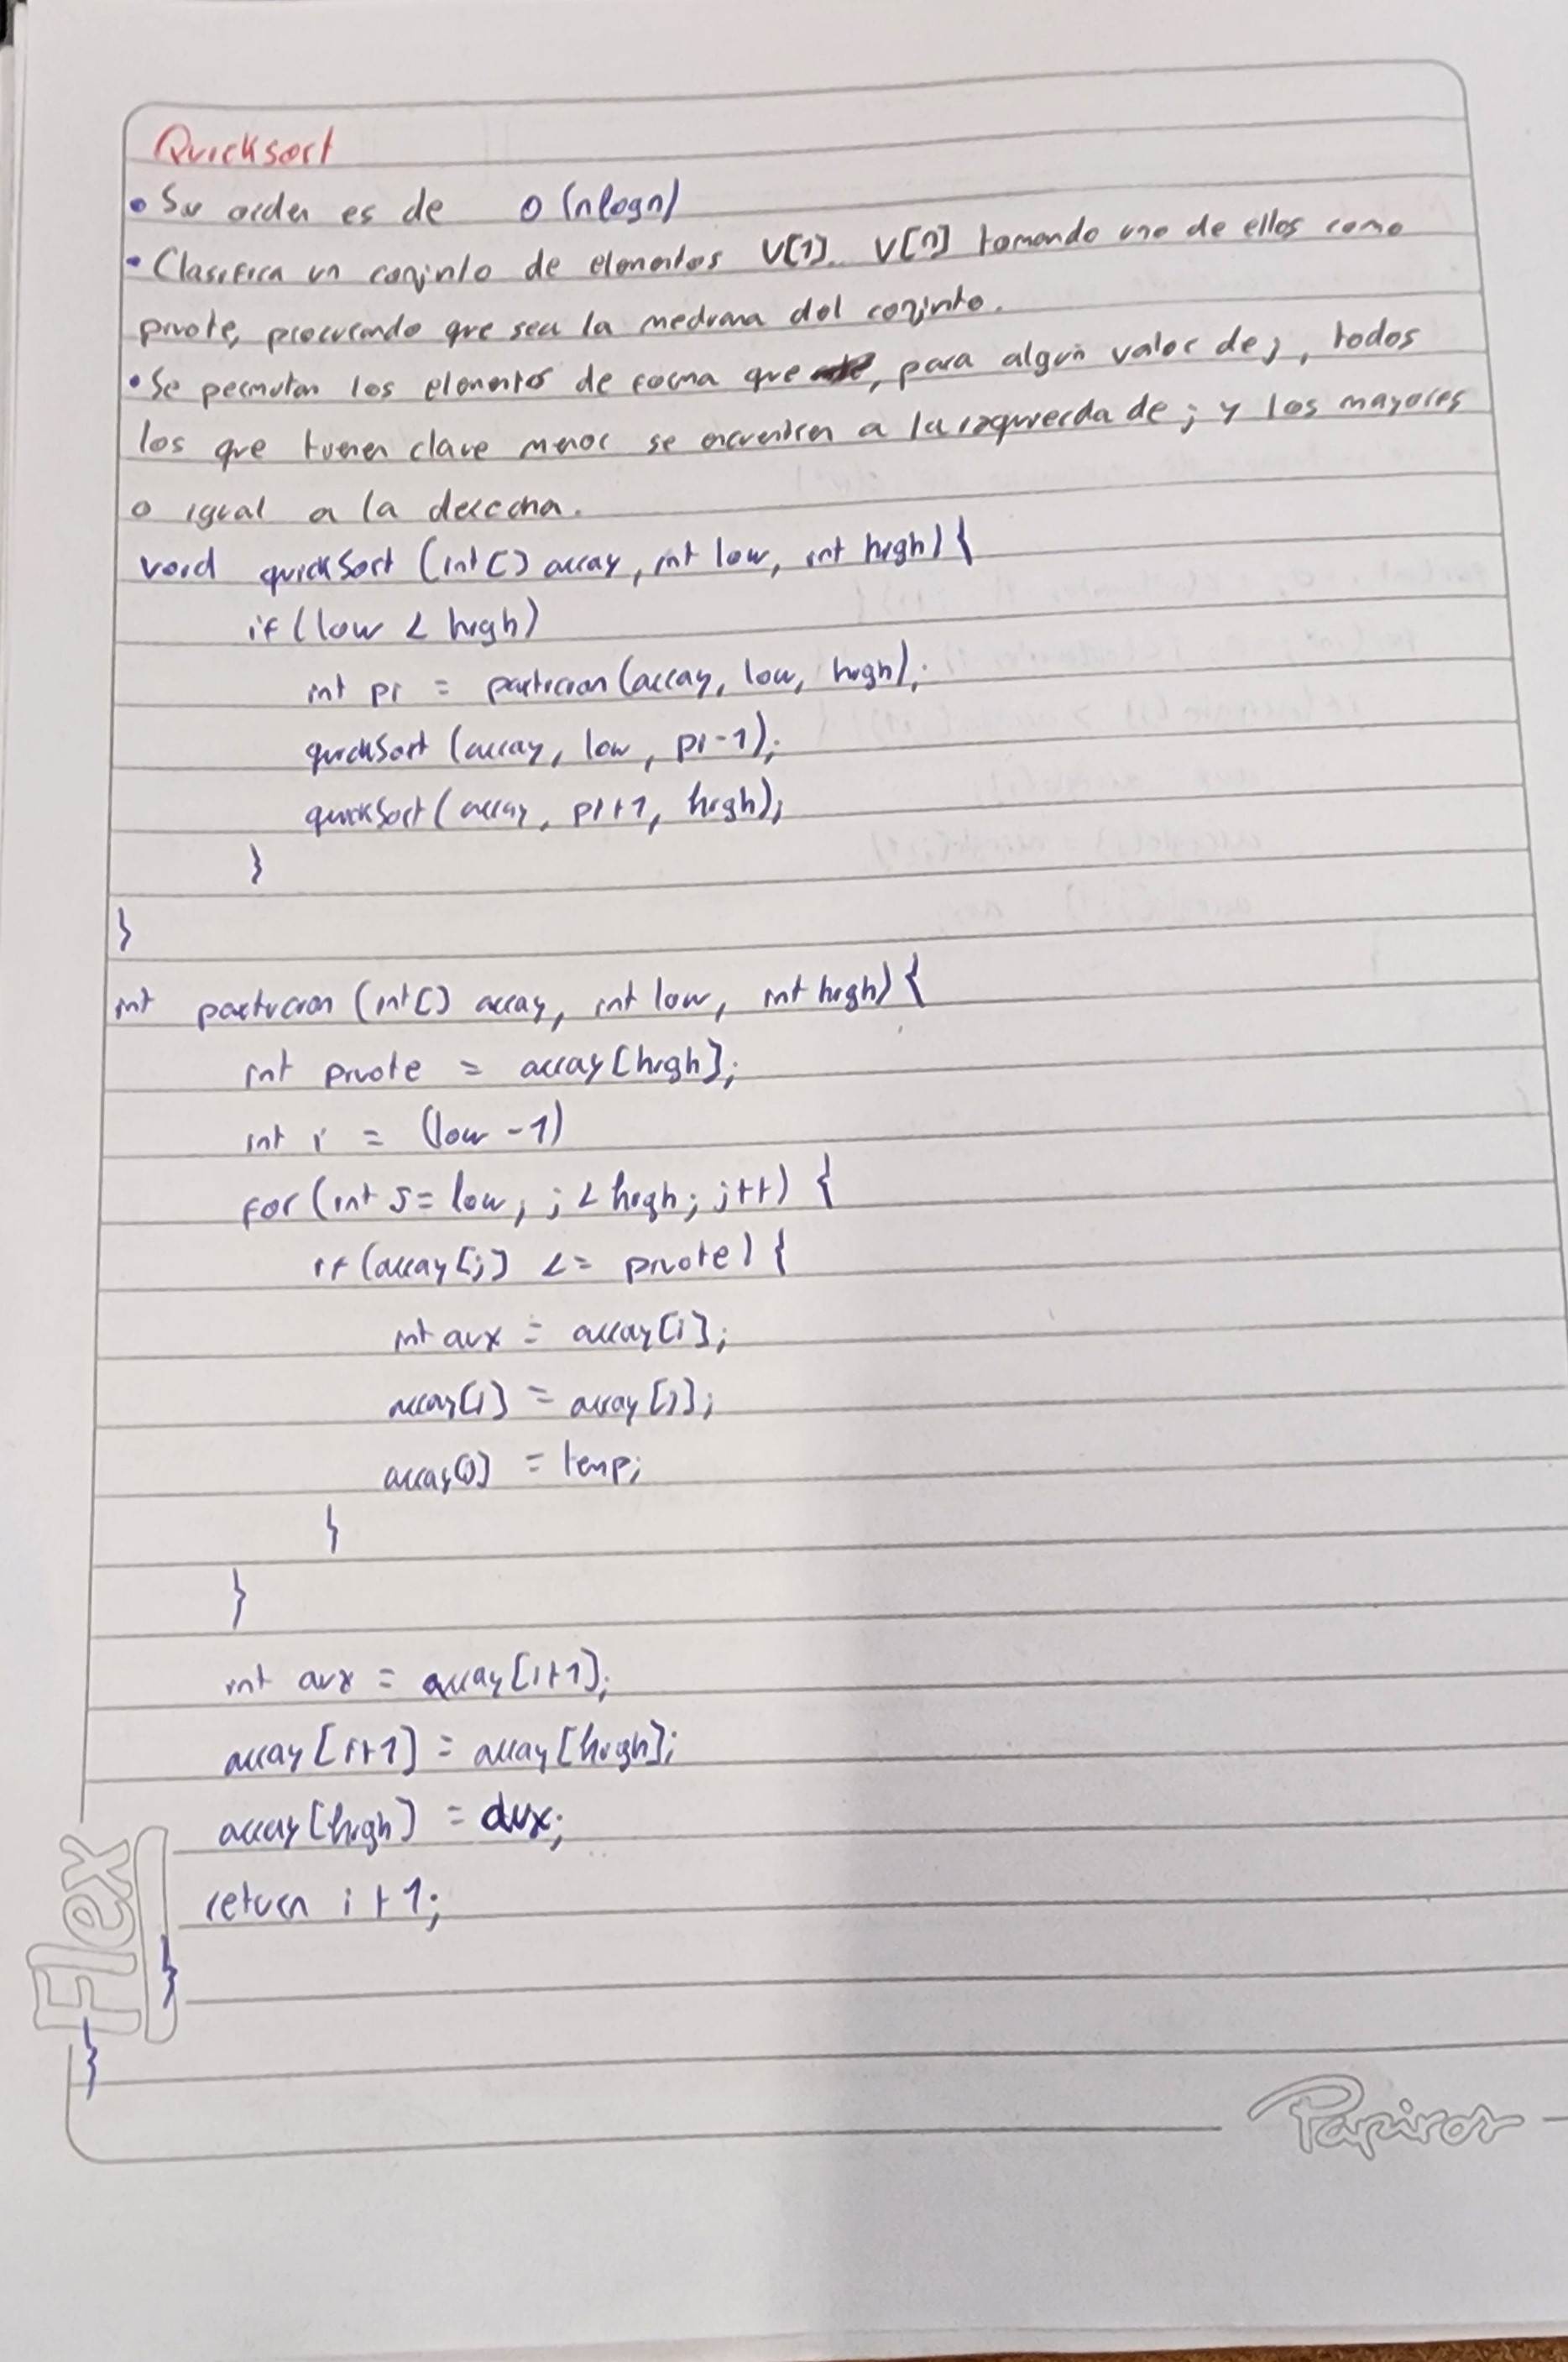 Quicksort
• Su orden es de O(nlogn)
• Clasifica un conjunto de elementos V[1].. V[n] tomando uno de ellos como
pivote, procurando que sea la mediana del conjunto.
• Se permutan los elementos de forma que, para algún valor de j, todos
los que tienen clave menor se encuentren a la izquierda de j y los mayores
o igual a la derecha.
void quickSort (int[] array, int low, int high) {
if (low < high)
int pi = particion (array, low, high);
quickSort (array, low, pi-1);
quickSort (array, pi+1, high);
}
}
int particion (int[] array, int low, int high) {
int pivote = array[high];
int i = (low -1)
for (int j = low; j < high; j++) {
if (array[j] <= pivote) {
int aux = array[i];
array[i] = array[j];
array[j] = temp;
}
}
int aux = array[i+1];
array[i+1] = array[high];
array[high] = aux;
return i + 1;
}
}
Flex
Papiros